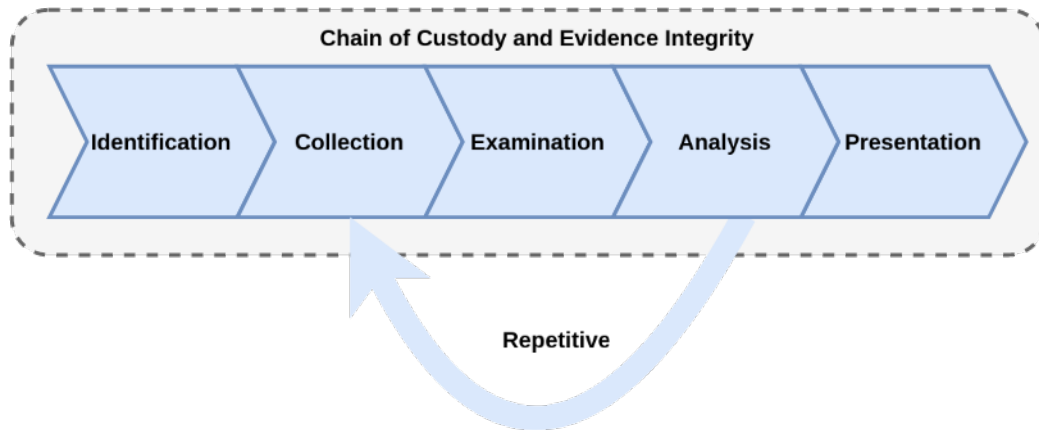 Chain of Custody and Evidence Integrity
Identification
Collection
Examination
Analysis
Presentation
Repetitive